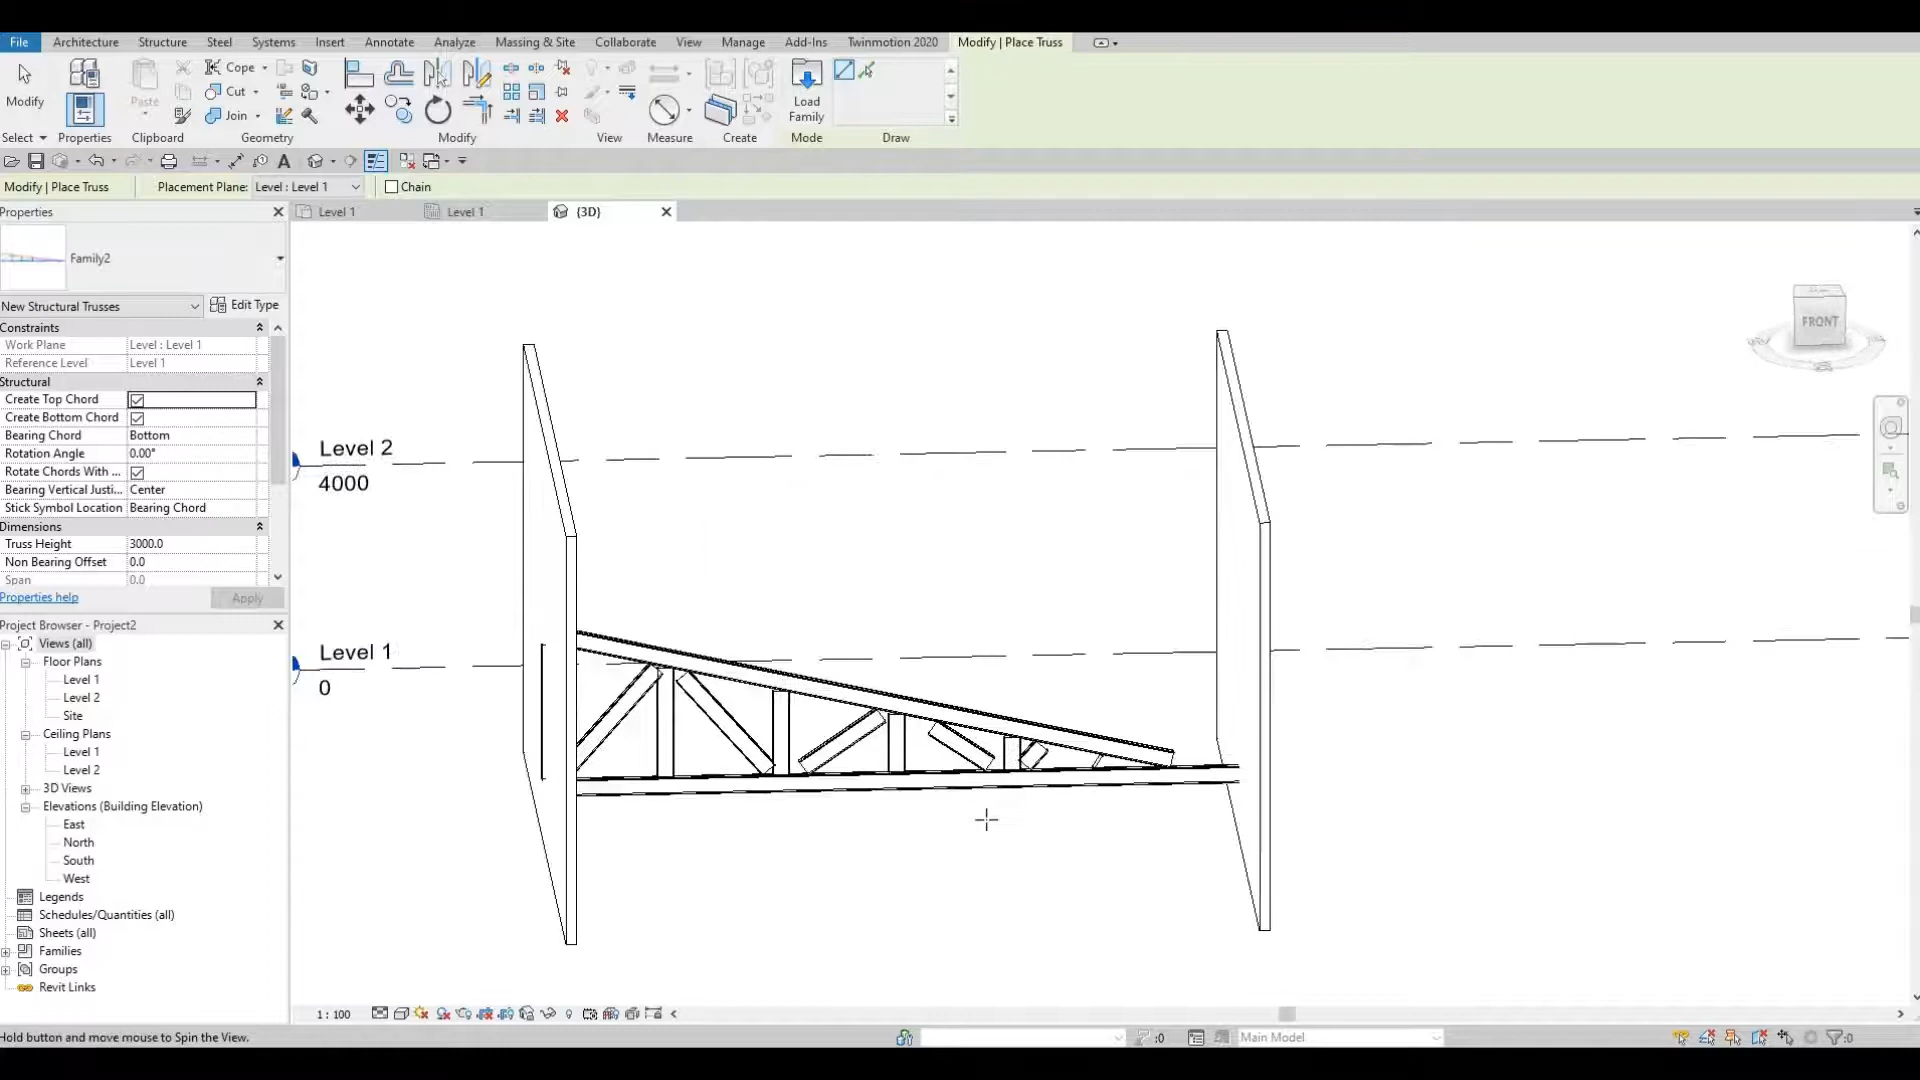 File Architecture Structure Steel Systems Insert Annotate Analyze Massing & Site Collaborate View Manage Add-Ins Twinmotion 2020 Modify | Place Truss
Cope
Modify Paste Cut Load Family
Join
Select Properties Clipboard Geometry Modify View Measure Create Mode Draw
Modify | Place Truss Placement Plane: Level : Level 1 Chain
Properties Level 1 Level 1 {3D}
Family2
New Structural Trusses Edit Type
Constraints
Work Plane Level : Level 1
Reference Level Level 1
Structural
Create Top Chord
Create Bottom Chord
Bearing Chord Bottom
Rotation Angle 0.00°
Rotate Chords With ...
Bearing Vertical Justi... Center
Stick Symbol Location Bearing Chord
Dimensions
Truss Height 3000.0
Non Bearing Offset 0.0
Span 0.0
Properties help Apply
Project Browser - Project2
Views (all)
Floor Plans
Level 1
Level 2
Site
Ceiling Plans
Level 1
Level 2
3D Views
Elevations (Building Elevation)
East
North
South
West
Legends
Schedules/Quantities (all)
Sheets (all)
Families
Groups
Revit Links
Level 2
4000
Level 1
0
FRONT
1 : 100
Hold button and move mouse to Spin the View. :0 Main Model :0